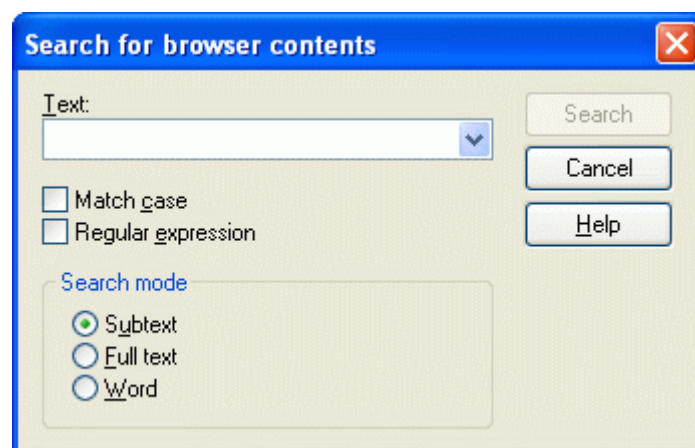 Search for browser contents
Text:
Search
Cancel
Match case
Regular expression
Help
Search mode
Subtext
Full text
Word